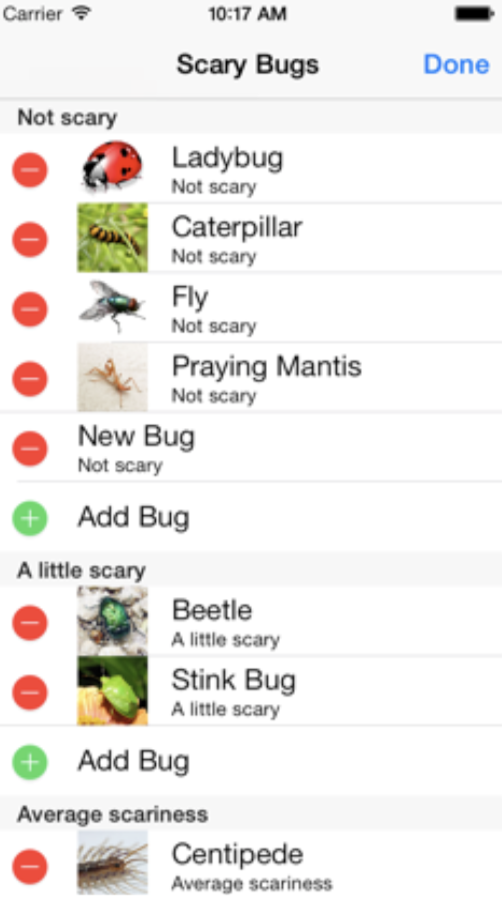 Carrier 10:17 AM
Scary Bugs Done
Not scary
Ladybug
Not scary
Caterpillar
Not scary
Fly
Not scary
Praying Mantis
Not scary
New Bug
Not scary
Add Bug
A little scary
Beetle
A little scary
Stink Bug
A little scary
Add Bug
Average scariness
Centipede
Average scariness